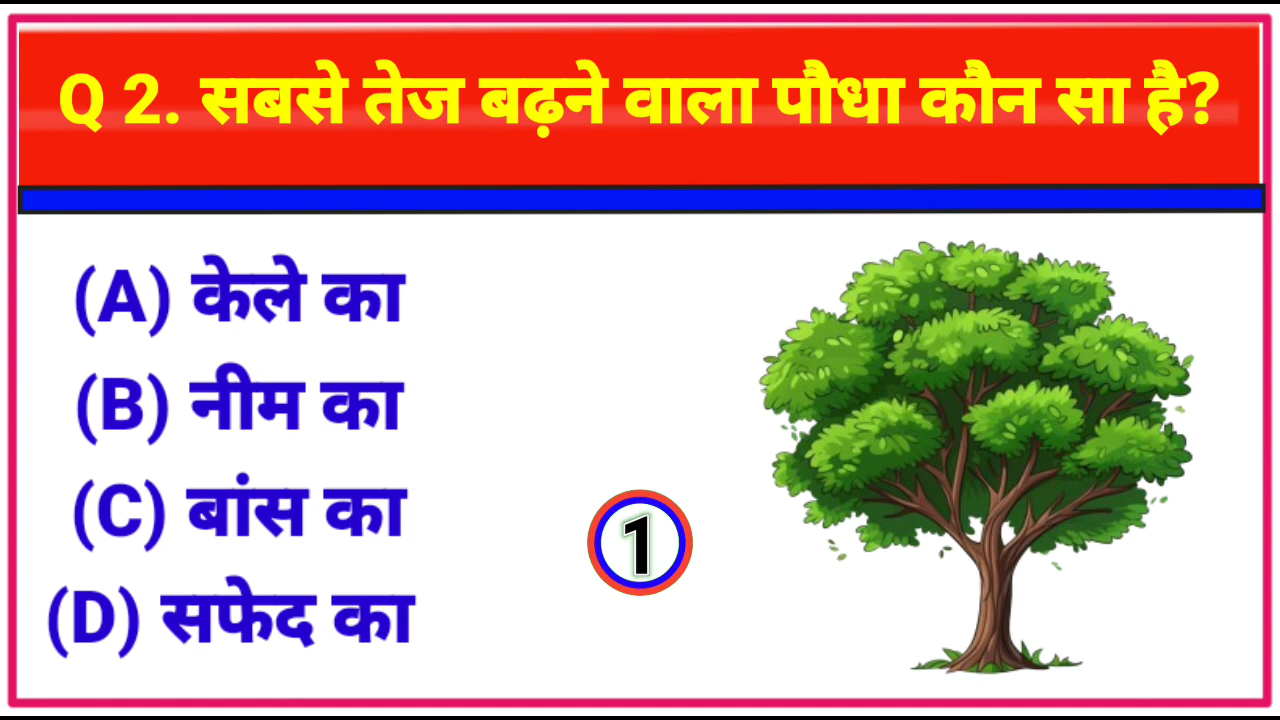 Q 2. सबसे तेज बढ़ने वाला पौधा कौन सा है?
(A) केले का
(B) नीम का
(C) बांस का
(D) सफेद का
1